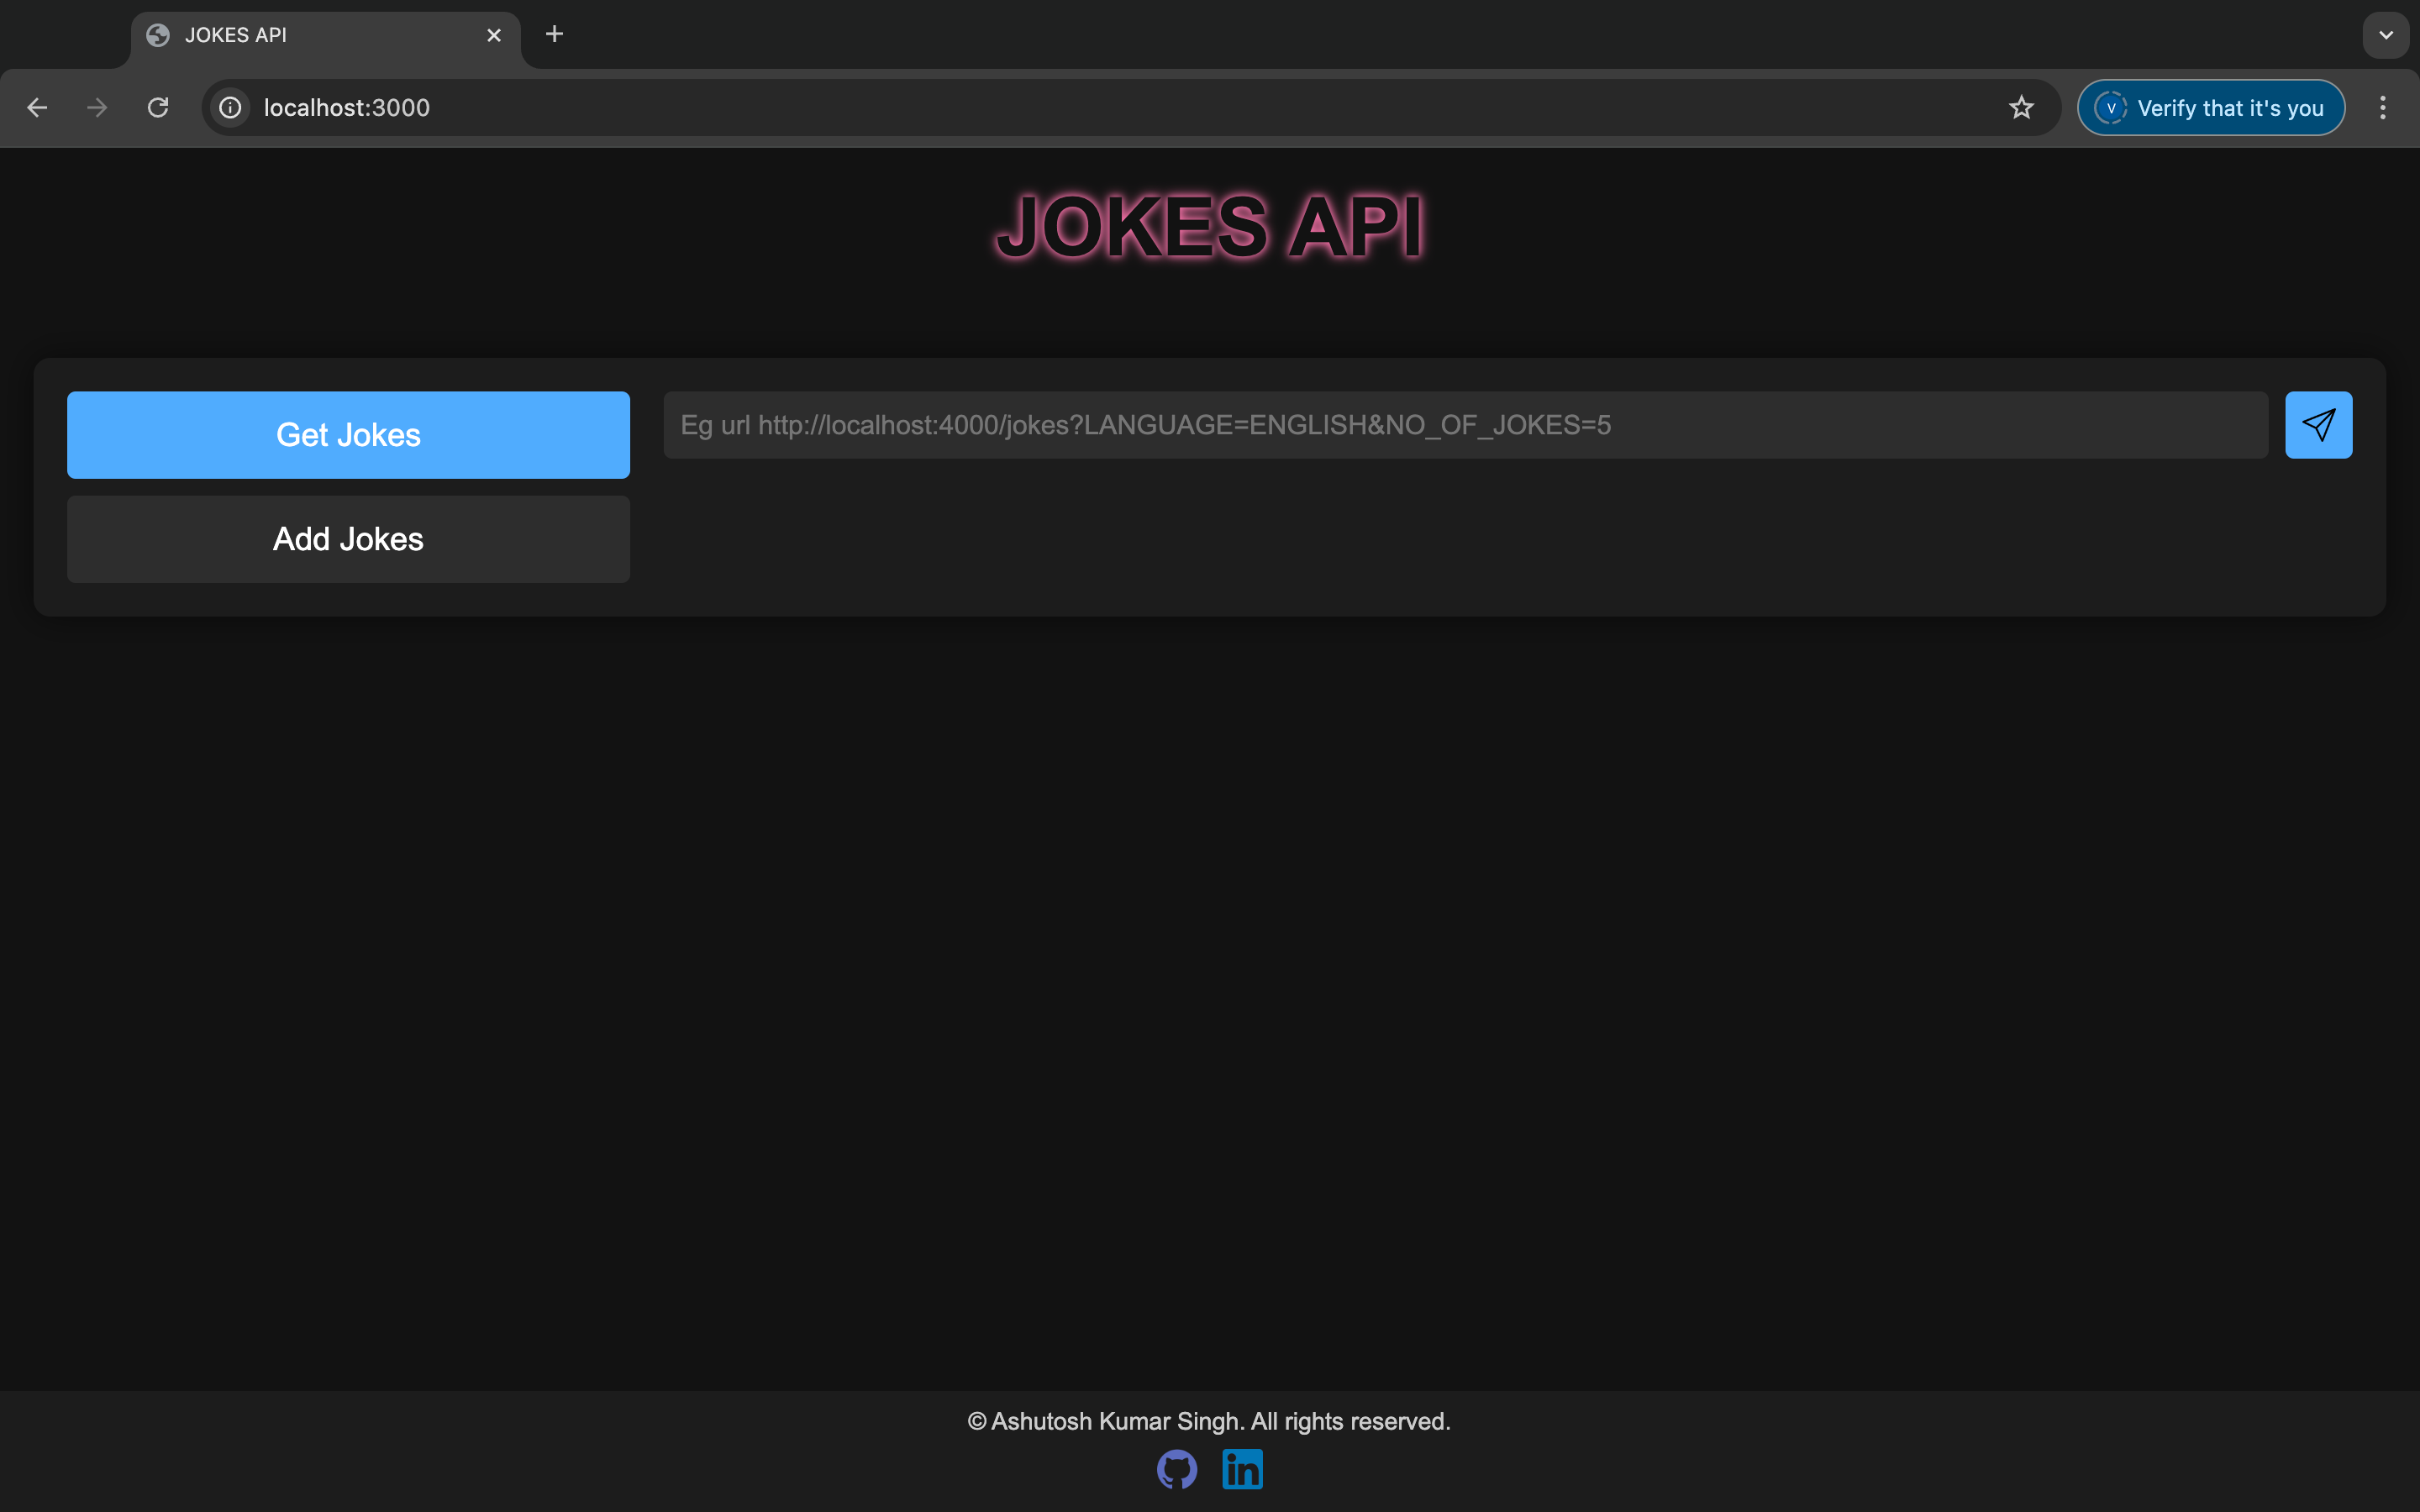 JOKES API
localhost:3000
V Verify that it's you
JOKES API
Get Jokes
Eg url http://localhost:4000/jokes?LANGUAGE=ENGLISH&NO_OF_JOKES=5
Add Jokes
© Ashutosh Kumar Singh. All rights reserved.
in